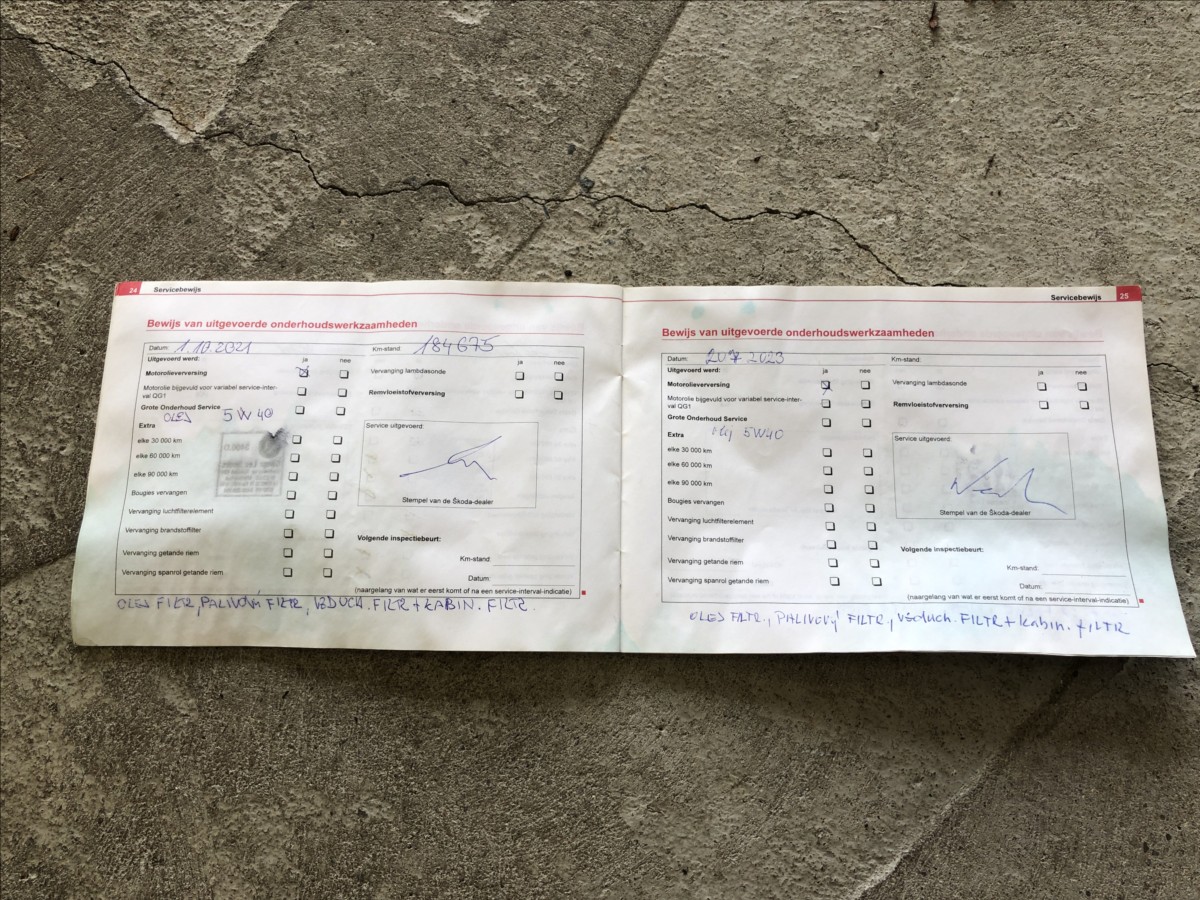 24 Servicebewijs
Bewijs van uitgevoerde onderhoudswerkzaamheden
Datum: 1.10.2021 Km-stand: 184675
Uitgevoerd werd: ja nee
Motorolieverversing
Motorolie bijgevuld voor variabel service-inter-
val QG1
Grote Onderhoud Service
OLEJ 5W40
Extra
elke 30 000 km
elke 60 000 km
elke 90 000 km
Bougies vervangen
Vervanging luchtfilterelement
Vervanging brandstoffilter
Vervanging getande riem
Vervanging spanrol getande riem
ja nee
Vervanging lambdasonde
Remvloeistofverversing
Service uitgevoerd:
Stempel van de Škoda-dealer
Volgende inspectiebeurt:
Km-stand:
Datum:
(naargelang van wat er eerst komt of na een service-interval-indicatie)
OLEJ FILTR, PALIVOVÝ FILTR, VZDUCH. FILTR + KABIN. FILTR.
Servicebewijs 25
Bewijs van uitgevoerde onderhoudswerkzaamheden
Datum: 2023 Km-stand:
Uitgevoerd werd: ja nee
Motorolieverversing
Motorolie bijgevuld voor variabel service-inter-
val QG1
Grote Onderhoud Service
Extra 5W40
elke 30 000 km
elke 60 000 km
elke 90 000 km
Bougies vervangen
Vervanging luchtfilterelement
Vervanging brandstoffilter
Vervanging getande riem
Vervanging spanrol getande riem
ja nee
Vervanging lambdasonde
Remvloeistofverversing
Service uitgevoerd:
Stempel van de Škoda-dealer
Volgende inspectiebeurt:
Km-stand:
Datum:
(naargelang van wat er eerst komt of na een service-interval-indicatie)
OLEJ FILTR., PALIVOVÝ FILTR., vzduch. FILTR + kabin. FILTR